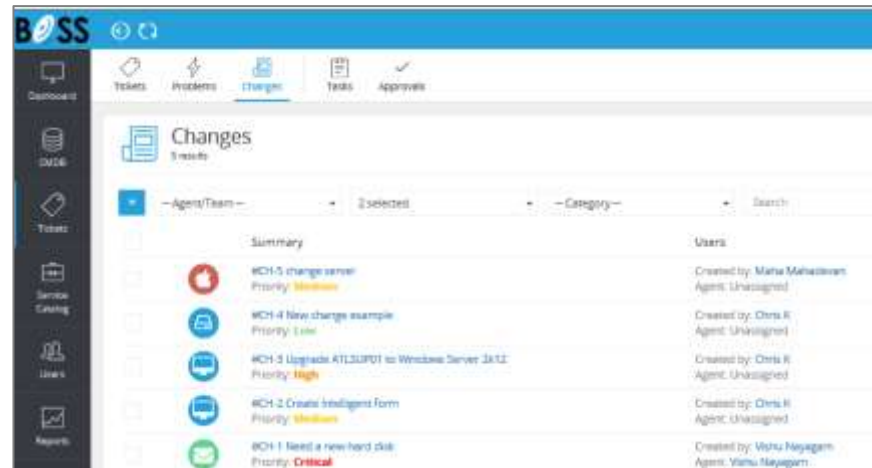 BOSS
Dashboard
CMDB
Tickets
Service
Catalog
Users
Reports
Tickets Problems Changes Tasks Approvals
Changes
5 results
--Agent/Team-- 2 selected --Category-- Search
Summary Users
#CH-5 change server Created by: Maha Mahadevan
Priority: Medium Agent: Unassigned
#CH-4 New change example Created by: Chris R
Priority: Low Agent: Unassigned
#CH-3 Upgrade ATLSUP01 to Windows Server 2k12 Created by: Chris R
Priority: High Agent: Unassigned
#CH-2 Create Intelligent Form Created by: Chris R
Priority: Medium Agent: Unassigned
#CH-1 Need a new hard disk Created by: Vishu Nayagam
Priority: Critical Agent: Vishu Nayagam